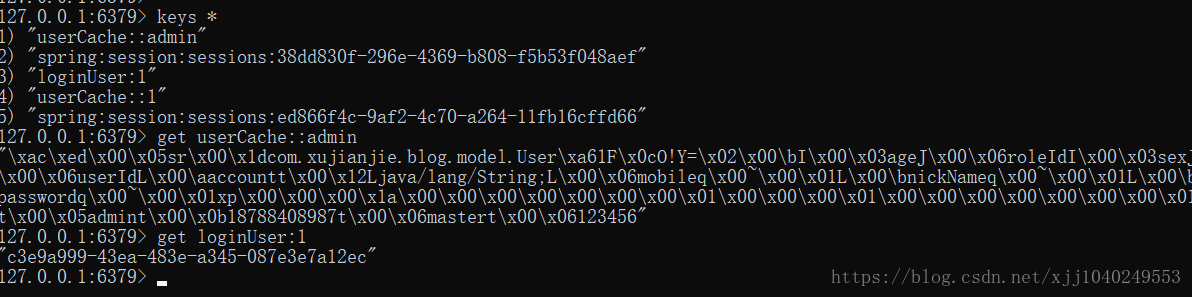 127.0.0.1:6379> keys *
1) "userCache::admin"
2) "spring:session:sessions:38dd830f-296e-4369-b808-f5b53f048aef"
3) "loginUser:1"
4) "userCache::1"
5) "spring:session:sessions:ed866f4c-9af2-4c70-a264-11fb16cffd66"
127.0.0.1:6379> get userCache::admin
"\xac\xed\x00\x05sr\x00\x1dcom.xujianjie.blog.model.User\xa61F\x0cO!Y=\x02\x00\bI\x00\x03ageJ\x00\x06roleIdI\x00\x03sexJ
\x00\x06userIdL\x00\aaccountt\x00\x12Ljava/lang/String;L\x00\x06mobileq\x00~\x00\x01L\x00\bnickNameq\x00~\x00\x01L\x00\b
passwordq\x00~\x00\x01xp\x00\x00\x00\x1a\x00\x00\x00\x00\x00\x00\x00\x01\x00\x00\x00\x01\x00\x00\x00\x00\x00\x00\x00\x01
t\x00\x05admint\x00\x0b18788408987t\x00\x06mastert\x00\x06123456"
127.0.0.1:6379> get loginUser:1
"c3e9a999-43ea-483e-a345-087e3e7a12ec"
127.0.0.1:6379>
https://blog.csdn.net/xjj1040249553